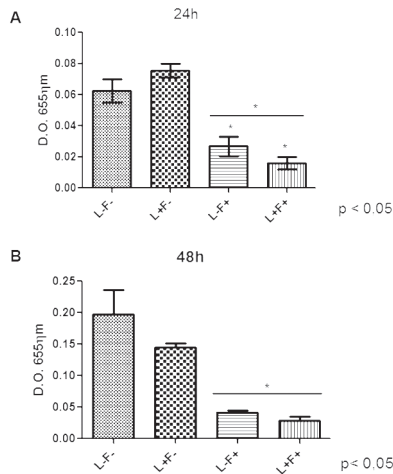 A
24h
D.O. 655ηm
0.10
0.08
0.06
0.04
0.02
0.00
*
*
*
L-F-
L+F-
L-F+
L+F+
p < 0.05
B
48h
D.O. 655ηm
0.25
0.20
0.15
0.10
0.05
0.00
*
L-F-
L+F-
L-F+
L+F+
p< 0.05